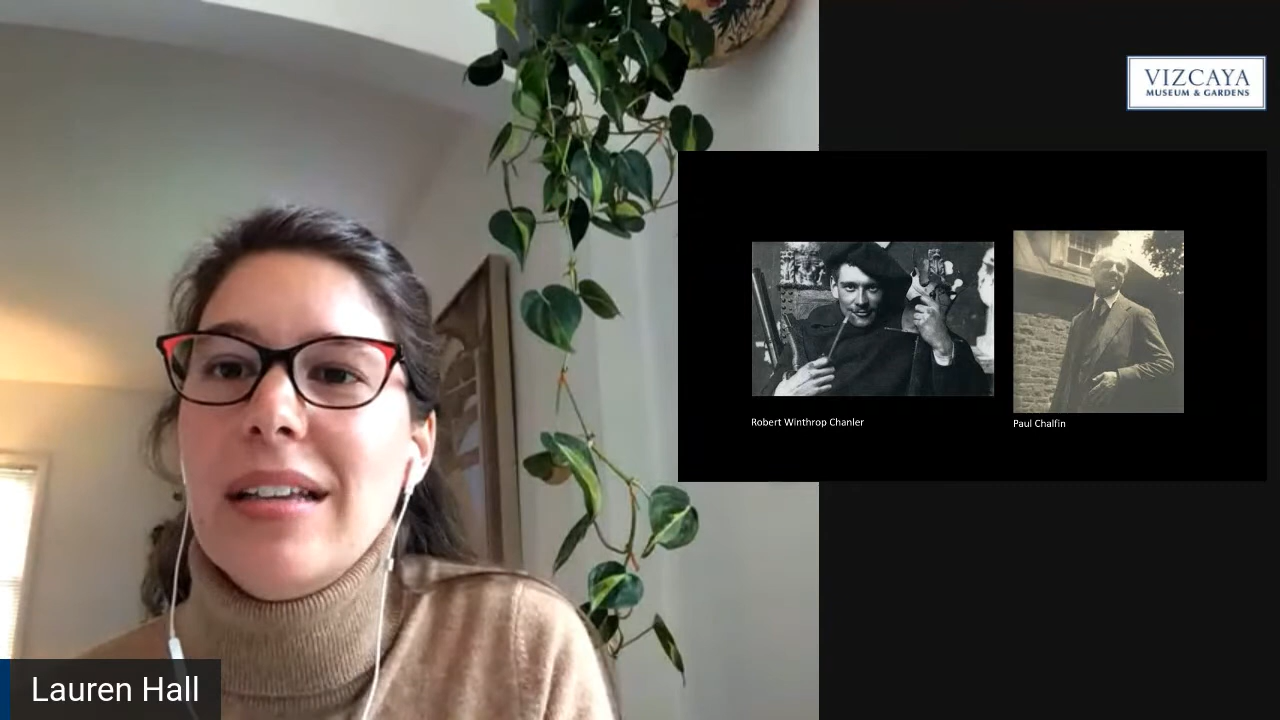 VIZCAYA
MUSEUM & GARDENS
Robert Winthrop Chanler
Paul Chalfin
Lauren Hall